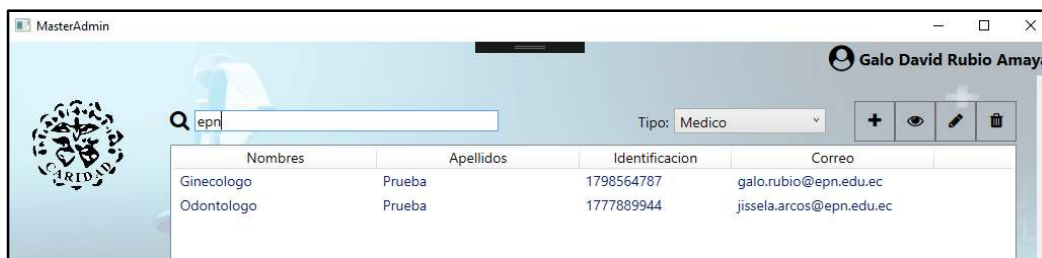 MasterAdmin
Galo David Rubio Amaya
epn
Tipo: Medico
CARIDAD
Nombres Apellidos Identificacion Correo
Ginecologo Prueba 1798564787 galo.rubio@epn.edu.ec
Odontologo Prueba 1777889944 jissela.arcos@epn.edu.ec